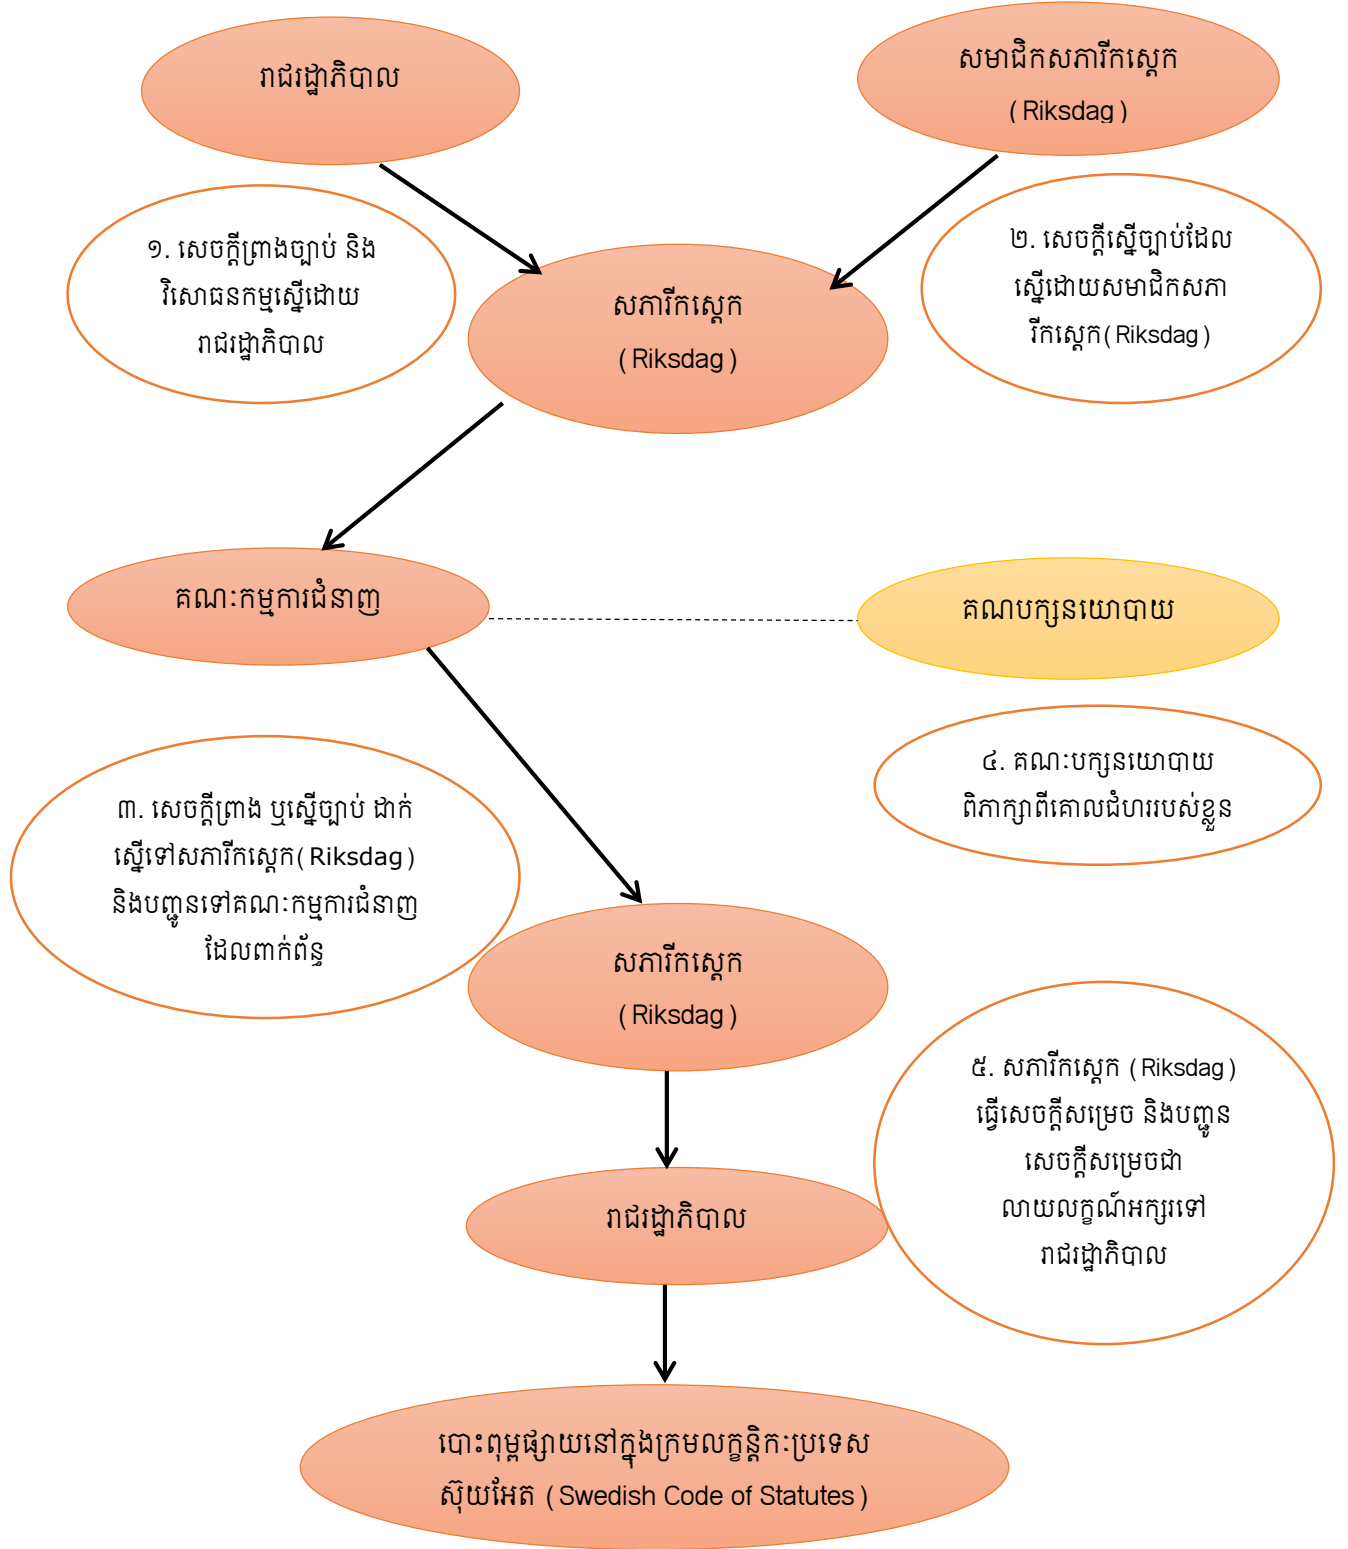 រាជរដ្ឋាភិបាល
សមាជិកសភារីកស្តេក
(Riksdag)
១. សេចក្តីព្រាងច្បាប់ និង
វិសោធនកម្មស្នើដោយ
រាជរដ្ឋាភិបាល
សភារីកស្តេក
(Riksdag)
២. សេចក្តីស្នើច្បាប់ដែល
ស្នើដោយសមាជិកសភា
រីកស្តេក(Riksdag)
គណៈកម្មការជំនាញ
គណបក្សនយោបាយ
៤. គណៈបក្សនយោបាយ
ពិភាក្សាពីគោលជំហររបស់ខ្លួន
៣. សេចក្តីព្រាង ឬស្នើច្បាប់ ដាក់
ស្នើទៅសភារីកស្តេក(Riksdag)
និងបញ្ជូនទៅគណៈកម្មការជំនាញ
ដែលពាក់ព័ន្ធ
សភារីកស្តេក
(Riksdag)
៥. សភារីកស្តេក (Riksdag)
ធ្វើសេចក្តីសម្រេច និងបញ្ជូន
សេចក្តីសម្រេចជា
លាយលក្ខណ៍អក្សរទៅ
រាជរដ្ឋាភិបាល
រាជរដ្ឋាភិបាល
បោះពុម្ពផ្សាយនៅក្នុងក្រមលក្ខន្តិកៈប្រទេស
ស៊ុយអែត (Swedish Code of Statutes)